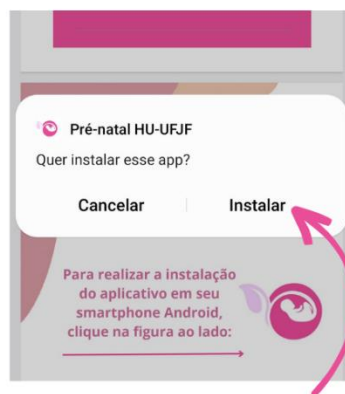 Pré-natal HU-UFJF
Quer instalar esse app?
Cancelar
Instalar
Para realizar a instalação
do aplicativo em seu
smartphone Android,
clique na figura ao lado: